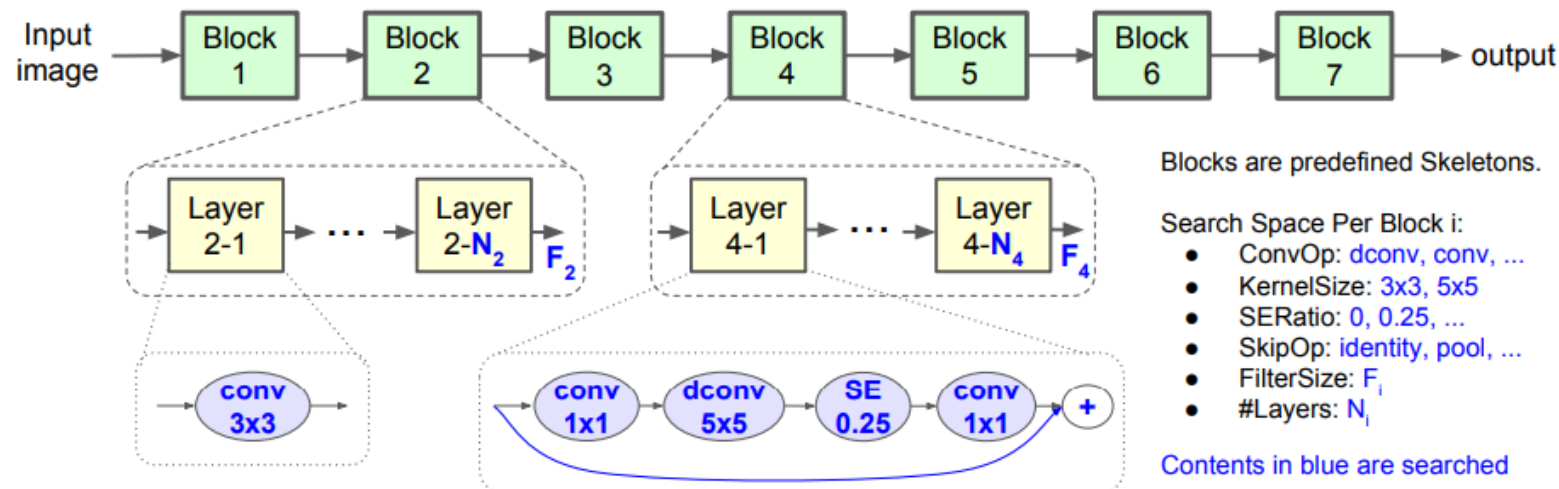 Input
image
Block
1
Block
2
Block
3
Block
4
Block
5
Block
6
Block
7
output
Layer
2-1
...
Layer
2-N₂
F₂
Layer
4-1
...
Layer
4-N₄
F₄
conv
3x3
conv
1x1
dconv
5x5
SE
0.25
conv
1x1
+
Blocks are predefined Skeletons.
Search Space Per Block i:
● ConvOp: dconv, conv, ...
● KernelSize: 3x3, 5x5
● SERatio: 0, 0.25, ...
● SkipOp: identity, pool, ...
● FilterSize: Fᵢ
● #Layers: Nᵢ
Contents in blue are searched